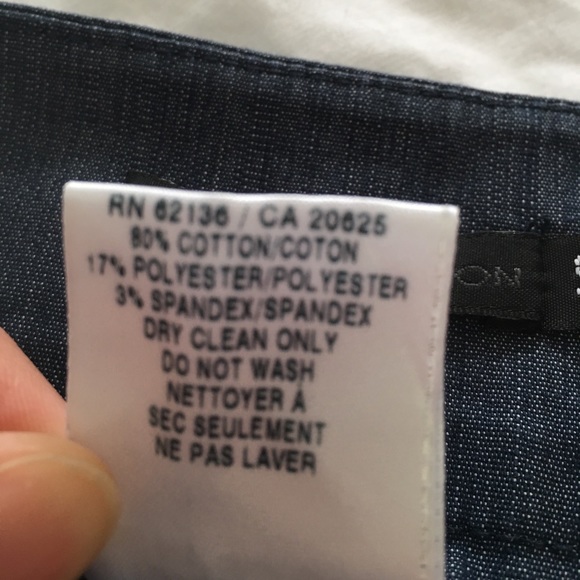 RN 62136 / CA 20625
80% COTTON/COTON
17% POLYESTER/POLYESTER
3% SPANDEX/SPANDEX
DRY CLEAN ONLY
DO NOT WASH
NETTOYER À
SEC SEULEMENT
NE PAS LAVER
ON